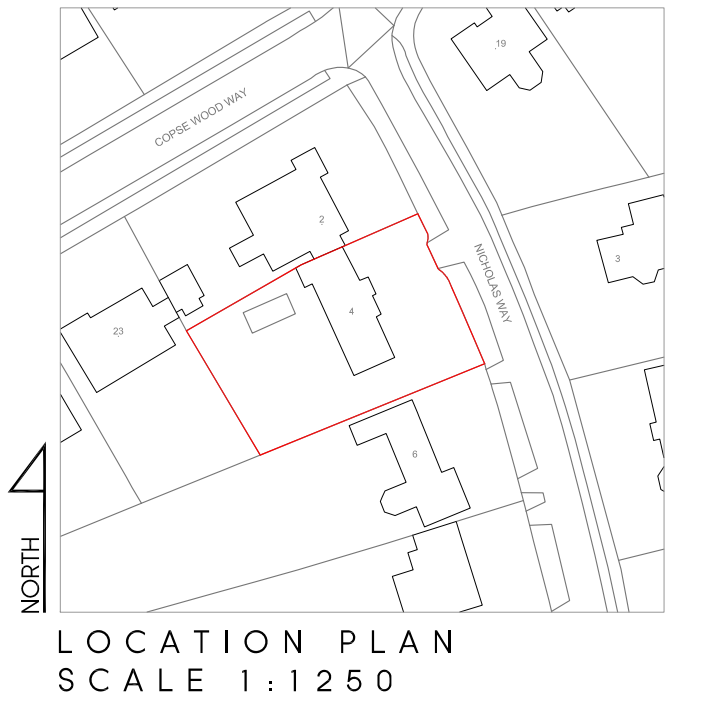 19
COPSE WOOD WAY
2
NICHOLAS WAY
3
4
23
6
NORTH
LOCATION PLAN
SCALE 1:1250